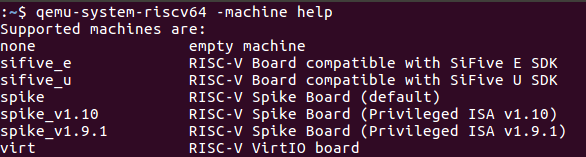 :~$ qemu-system-riscv64 -machine help
Supported machines are:
none                 empty machine
sifive_e             RISC-V Board compatible with SiFive E SDK
sifive_u             RISC-V Board compatible with SiFive U SDK
spike                RISC-V Spike Board (default)
spike_v1.10          RISC-V Spike Board (Privileged ISA v1.10)
spike_v1.9.1         RISC-V Spike Board (Privileged ISA v1.9.1)
virt                 RISC-V VirtIO board